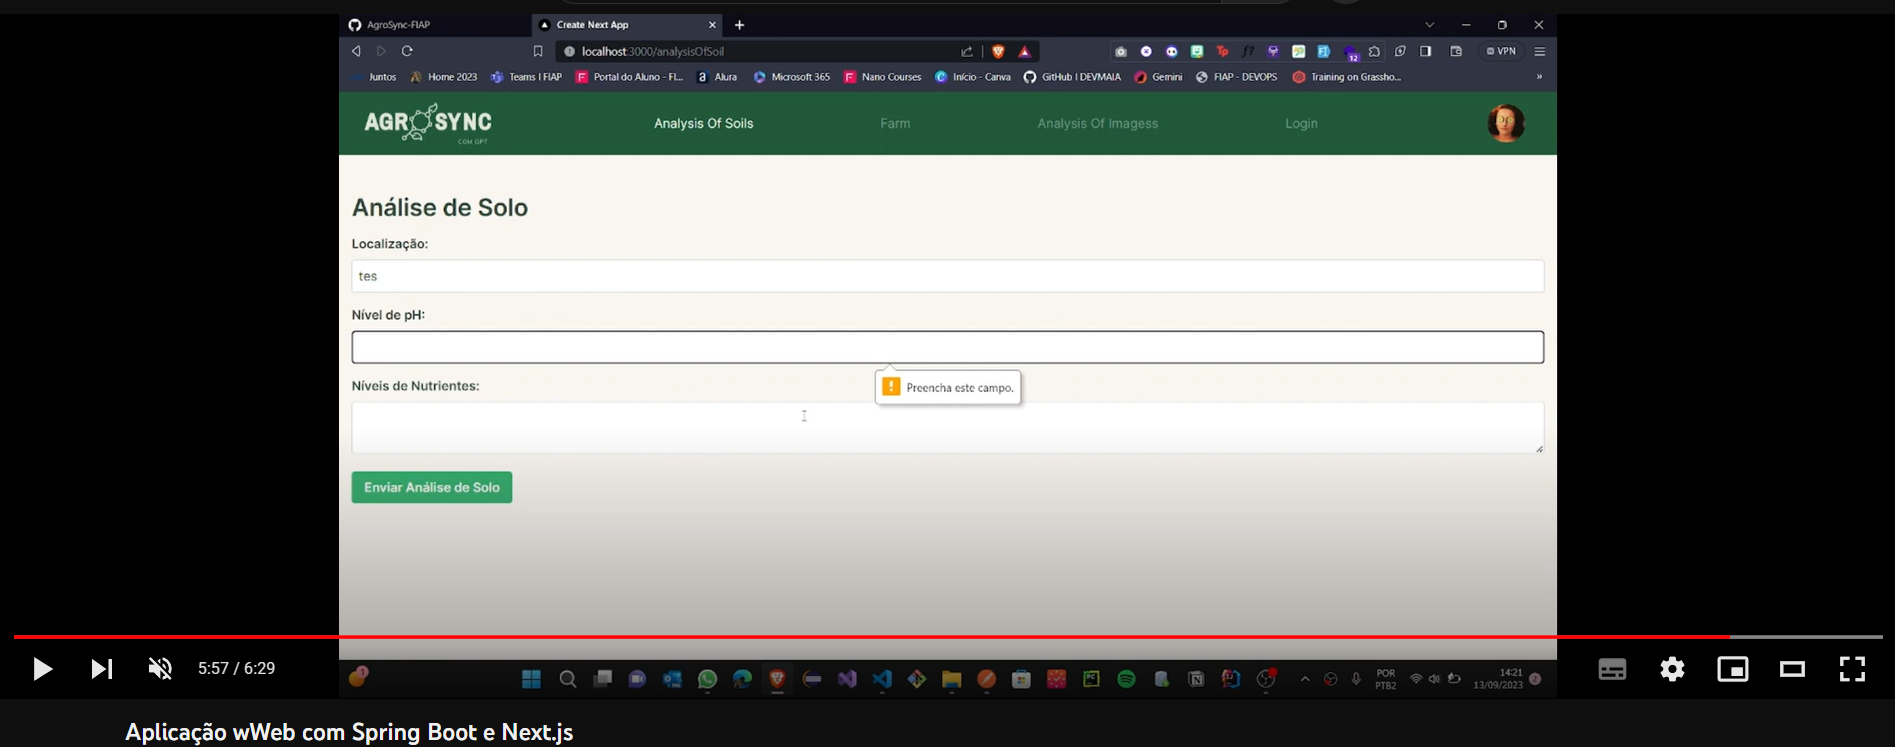 AgroSync-FIAP
Create Next App
localhost:3000/analysisOfSoil
VPN
Juntos
Home 2023
Teams | FIAP
Portal do Aluno - FI...
Alura
Microsoft 365
Nano Courses
Início - Canva
GitHub | DEVMAIA
Gemini
FIAP - DEVOPS
Training on Grassho...
»
12
AGROSYNC
COM GPT
Analysis Of Soils
Farm
Analysis Of Imagess
Login
Análise de Solo
Localização:
tes
Nível de pH:
Preencha este campo.
Níveis de Nutrientes:
Enviar Análise de Solo
5:57 / 6:29
POR
PTB2
14:21
13/09/2023
Aplicação wWeb com Spring Boot e Next.js